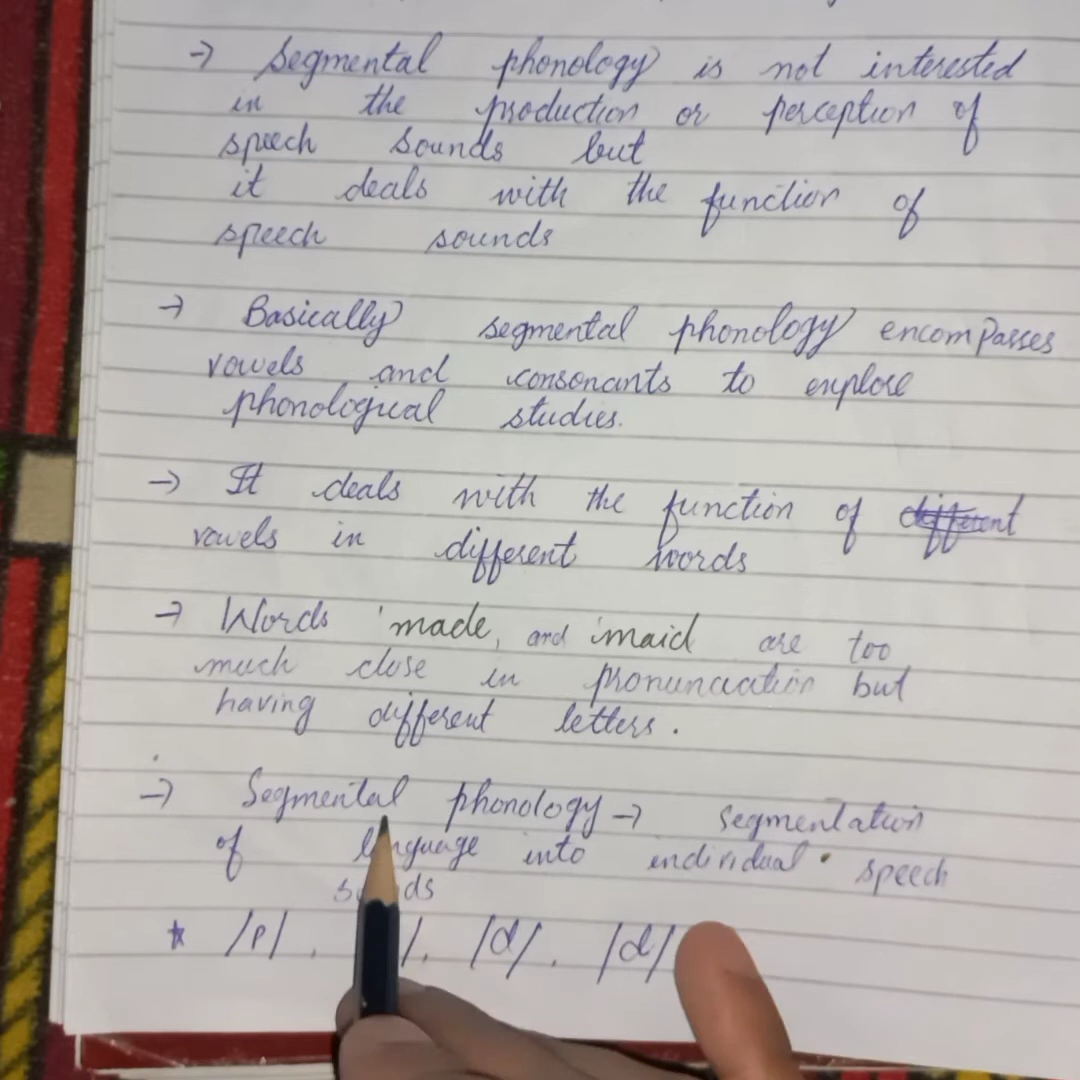 → Segmental phonology is not interested
in the production or perception of
speech sounds but
it deals with the function of
speech sounds
→ Basically segmental phonology encompasses
vowels and consonants to explore
phonological studies.
→ It deals with the function of different
vowels in different words
→ Words 'made, and 'maid are too
much close in pronunciation but
having different letters.
→ Segmental phonology → segmentation
of language into individual speech
sounds
* /p/, /, /d/, /d/